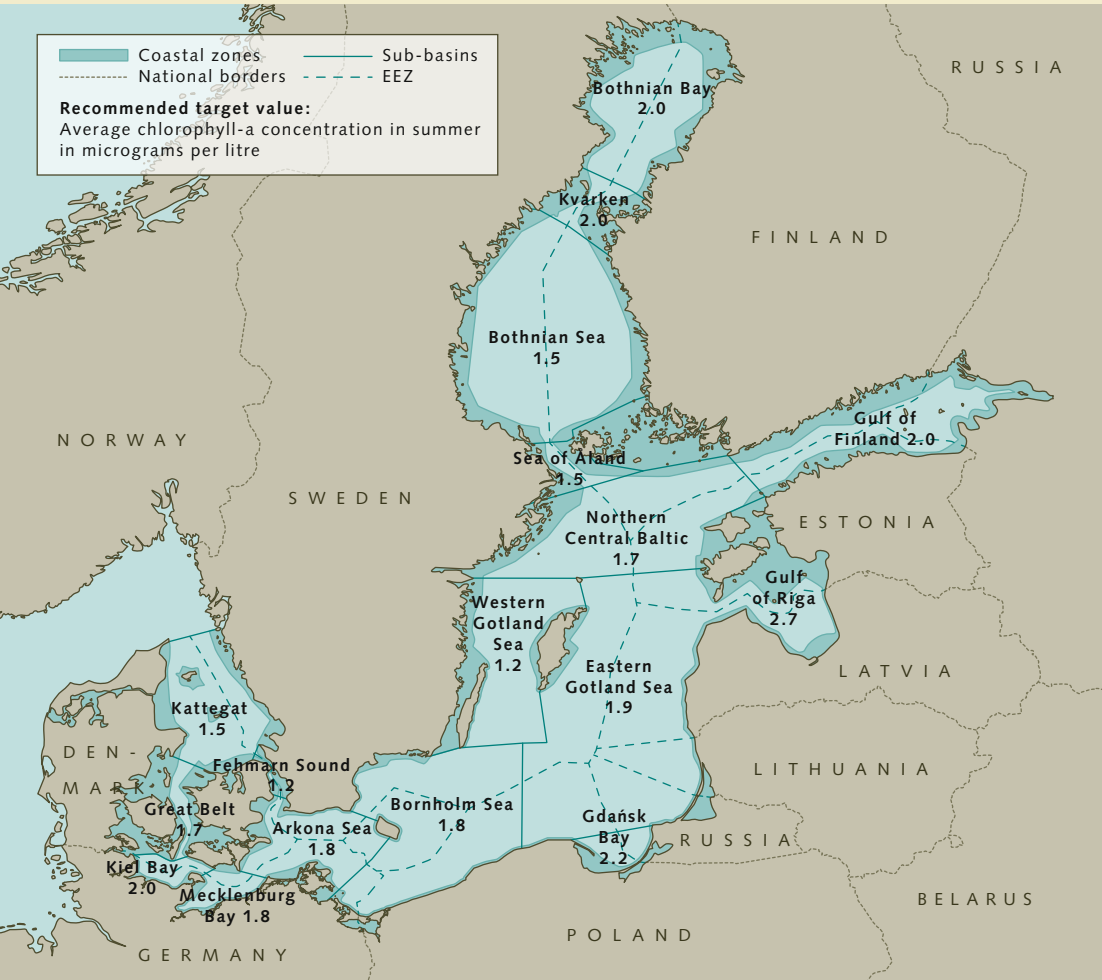 Coastal zones
Sub-basins
National borders
EEZ
Recommended target value:
Average chlorophyll-a concentration in summer
in micrograms per litre
RUSSIA
Bothnian Bay
2.0
Kvarken
2.0
FINLAND
Bothnian Sea
1.5
NORWAY
SWEDEN
Gulf of
Finland 2.0
Sea of Aland
1.5
Northern
Central Baltic
1.7
ESTONIA
Gulf
of Riga
2.7
Western
Gotland
Sea
1.2
Eastern
Gotland Sea
1.9
LATVIA
Kattegat
1.5
DEN-
MARK
Fehmarn Sound
1.2
LITHUANIA
Great Belt
1.7
Arkona Sea
1.8
Bornholm Sea
1.8
Gdańsk
Bay
2.2
RUSSIA
Kiel Bay
2.0
Mecklenburg
Bay 1.8
BELARUS
GERMANY
POLAND